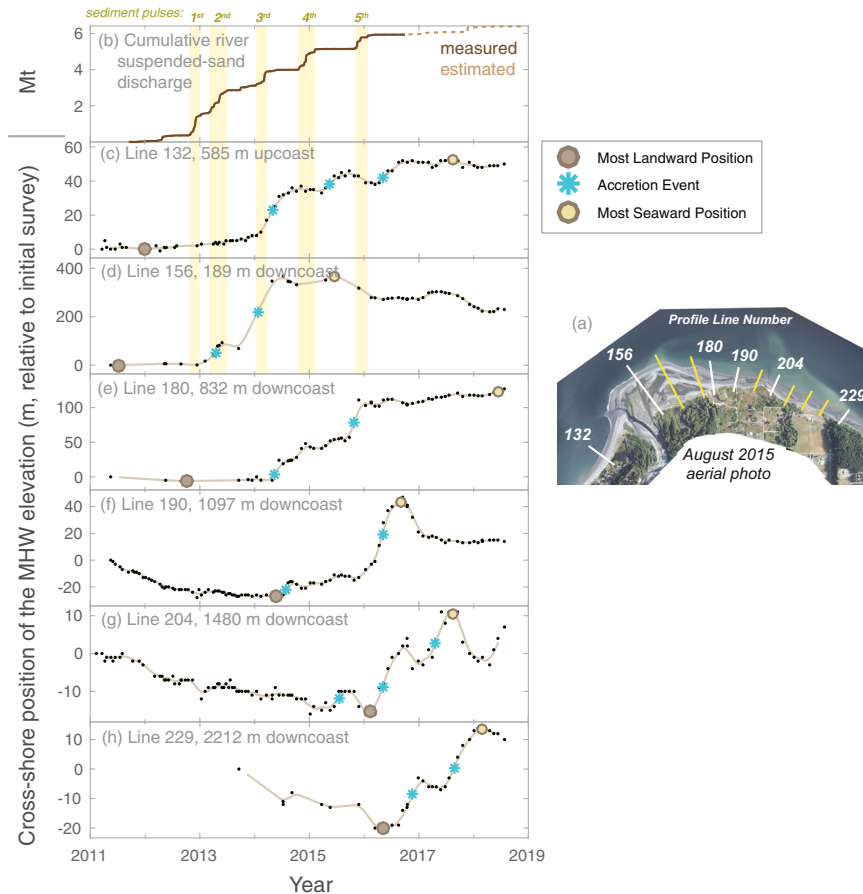 sediment pulses: 1st 2nd 3rd 4th 5th
6
4
2
Mt
(b) Cumulative river
suspended-sand
discharge
measured
estimated
Cross-shore position of the MHW elevation (m, relative to initial survey)
60
40
20
0
(c) Line 132, 585 m upcoast
400
200
0
(d) Line 156, 189 m downcoast
100
50
0
(e) Line 180, 832 m downcoast
40
20
0
-20
(f) Line 190, 1097 m downcoast
10
0
-10
(g) Line 204, 1480 m downcoast
10
0
-10
-20
(h) Line 229, 2212 m downcoast
2011 2013 2015 2017 2019
Year
Most Landward Position
Accretion Event
Most Seaward Position
(a)
Profile Line Number
156
180
190
204
229
132
August 2015
aerial photo